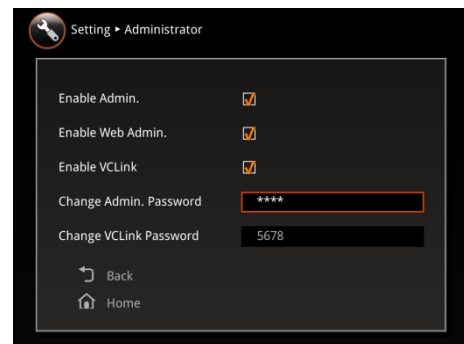 Setting ▸ Administrator
Enable Admin.
Enable Web Admin.
Enable VCLink
Change Admin. Password ****
Change VCLink Password 5678
Back
Home